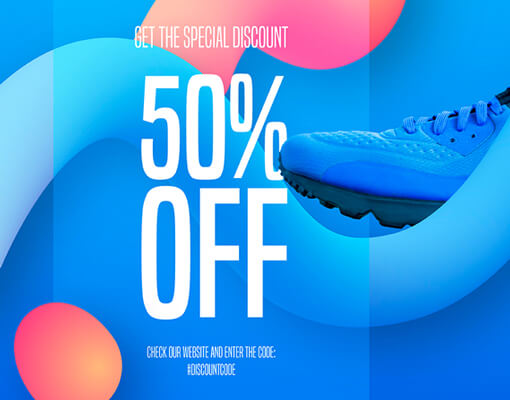 GET THE SPECIAL DISCOUNT
50%
OFF
CHECK OUR WEBSITE AND ENTER THE CODE:
#DISCOUNTCODE